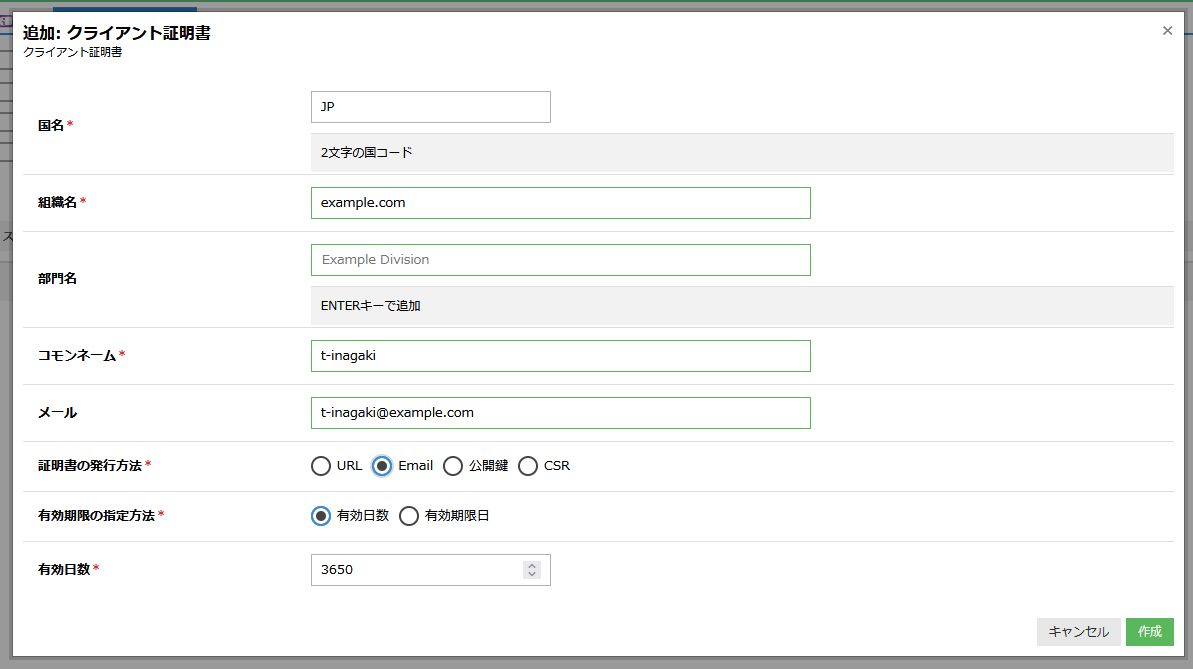 追加: クライアント証明書
クライアント証明書
×
国名*
JP
2文字の国コード
組織名*
example.com
部門名
Example Division
ENTERキーで追加
コモンネーム*
t-inagaki
メール
t-inagaki@example.com
証明書の発行方法*
URL Email 公開鍵 CSR
有効期限の指定方法*
有効日数 有効期限日
有効日数*
3650
キャンセル 作成